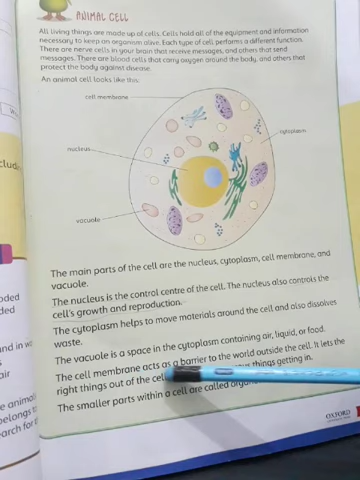 ANIMAL CELL
All living things are made up of cells. Cells hold all of the equipment and information
necessary to keep an organism alive. Each type of cell performs a different function.
There are nerve cells in your brain that receive messages, and others that send
messages. There are blood cells that carry oxygen around the body, and others that
protect the body against disease.
An animal cell looks like this:
cell membrane
cytoplasm
nucleus
vacuole
The main parts of the cell are the nucleus, cytoplasm, cell membrane, and
vacuole.
The nucleus is the control centre of the cell. The nucleus also controls the
cell's growth and reproduction.
The cytoplasm helps to move materials around the cell and also dissolves
waste.
The vacuole is a space in the cytoplasm containing air, liquid, or food.
The cell membrane acts as a barrier to the world outside the cell. It lets the
right things out of the cell things getting in.
The smaller parts within a cell are called
OXFORD